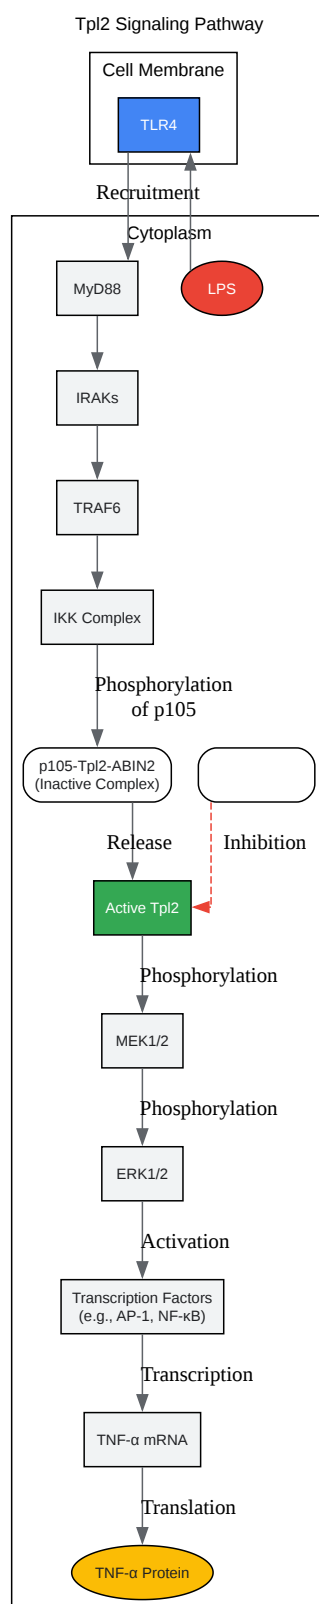 Tpl2 Signaling Pathway
Cell Membrane
TLR4
Recruitment
Cytoplasm
MyD88
LPS
IRAKs
TRAF6
IKK Complex
Phosphorylation
of p105
p105-Tpl2-ABIN2
(Inactive Complex)
Release
Inhibition
Active Tpl2
Phosphorylation
MEK1/2
Phosphorylation
ERK1/2
Activation
Transcription Factors
(e.g., AP-1, NF-κB)
Transcription
TNF-α mRNA
Translation
TNF-α Protein